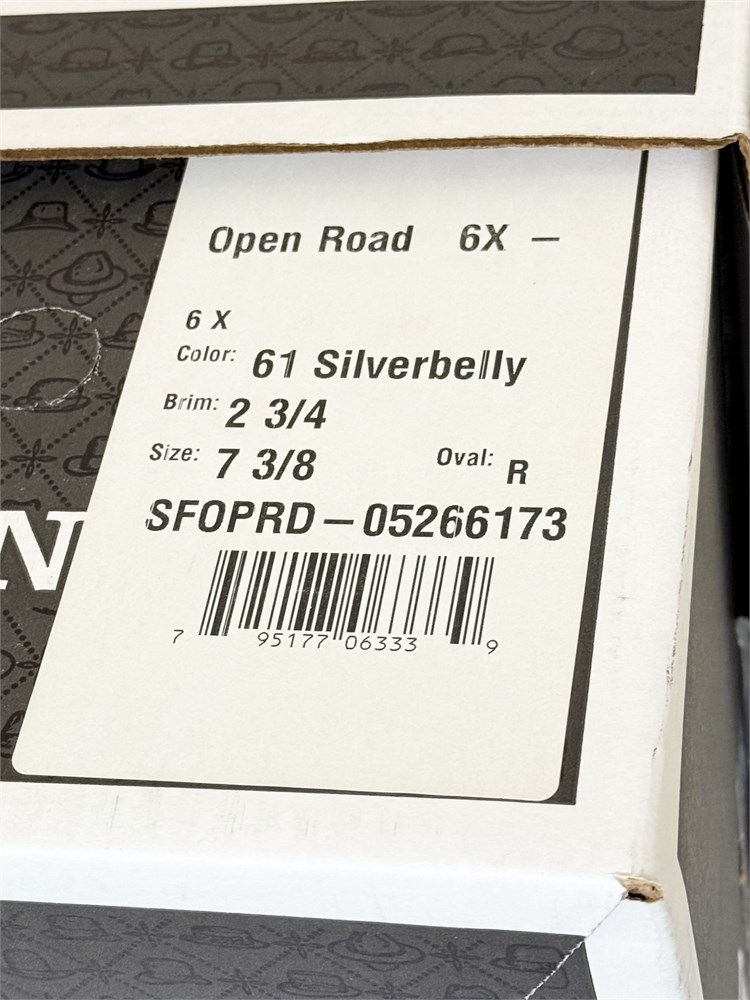 Open Road 6X –
6 X
Color: 61 Silverbelly
Brim: 2 3/4
Size: 7 3/8 Oval: R
SFOPRD – 05266173
7 95177 06333 9
N